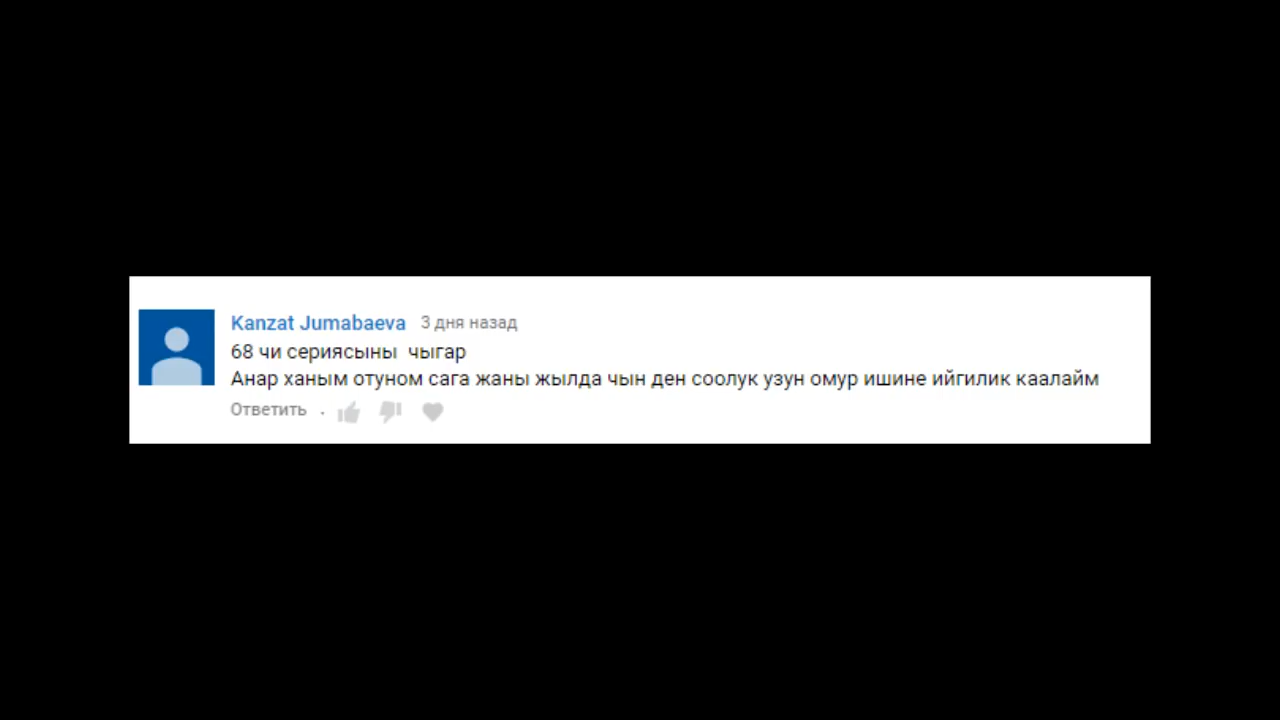 Kanzat Jumabaeva 3 дня назад
68 чи сериясыны чыгар
Анар ханым отуном сага жаны жылда чын ден соолук узун омур ишине ийгилик каалайм
Ответить .